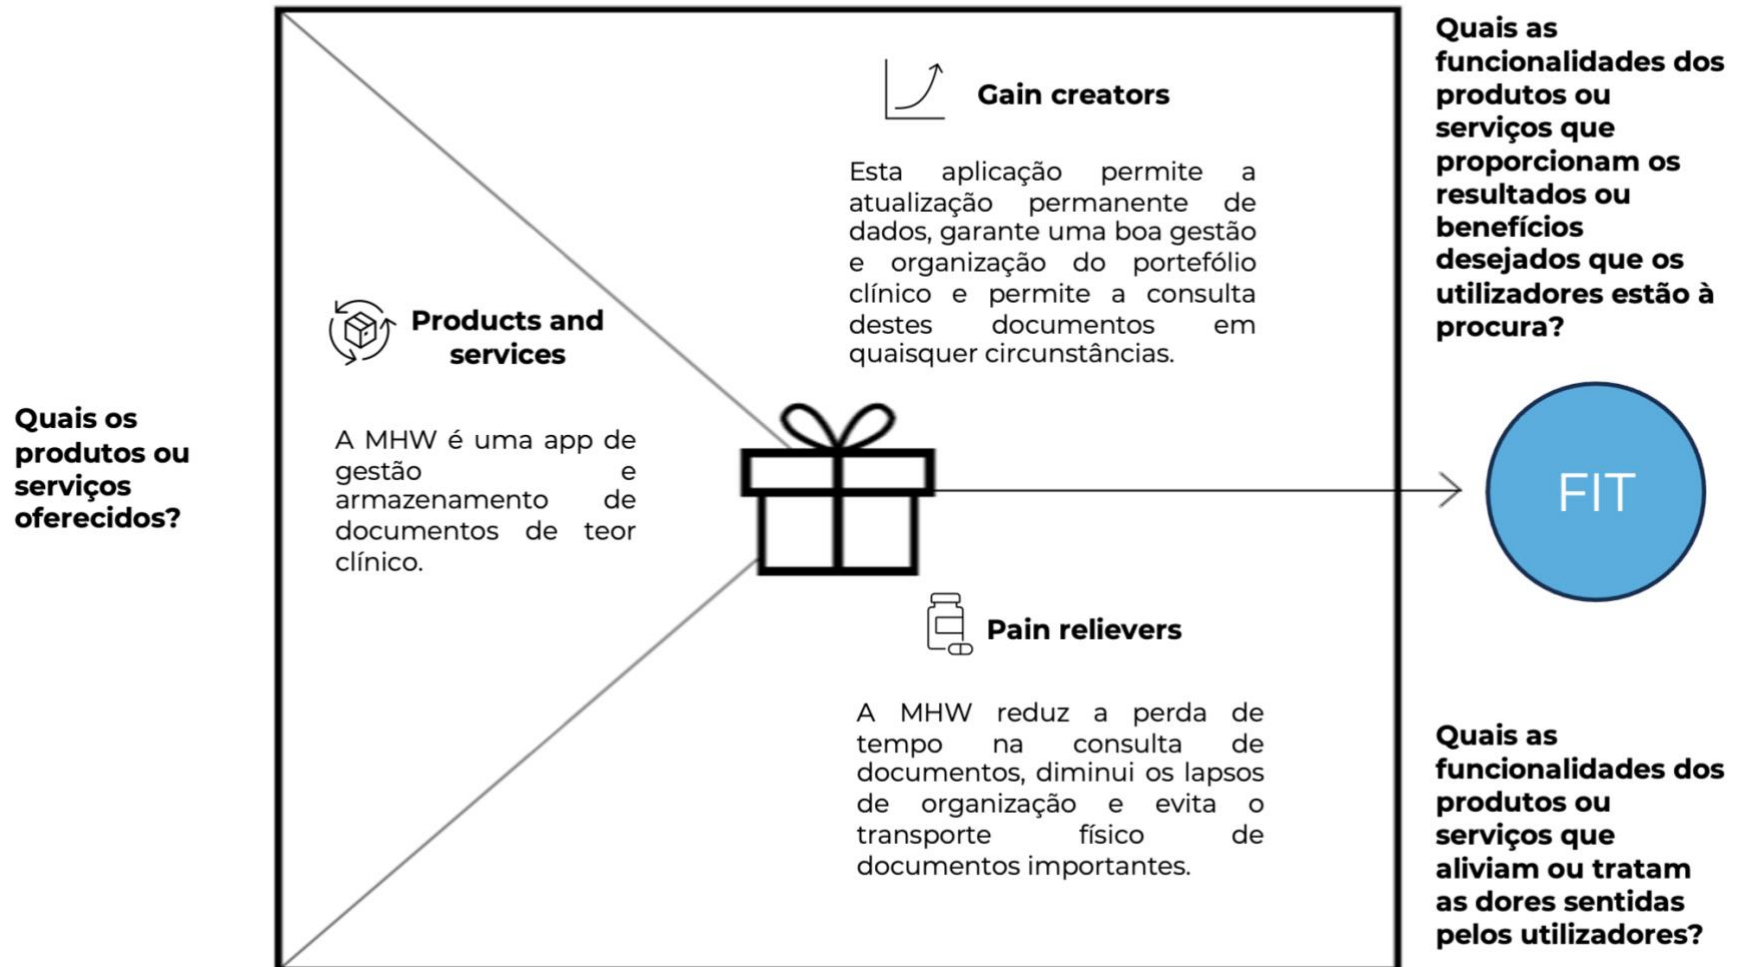 Quais os
produtos ou
serviços
oferecidos?
Products and
services
A MHW é uma app de
gestão e
armazenamento de
documentos de teor
clínico.
Gain creators
Esta aplicação permite a
atualização permanente de
dados, garante uma boa gestão
e organização do portefólio
clínico e permite a consulta
destes documentos em
quaisquer circunstâncias.
Pain relievers
A MHW reduz a perda de
tempo na consulta de
documentos, diminui os lapsos
de organização e evita o
transporte físico de
documentos importantes.
Quais as
funcionalidades dos
produtos ou
serviços que
proporcionam os
resultados ou
benefícios
desejados que os
utilizadores estão à
procura?
FIT
Quais as
funcionalidades dos
produtos ou
serviços que
aliviam ou tratam
as dores sentidas
pelos utilizadores?